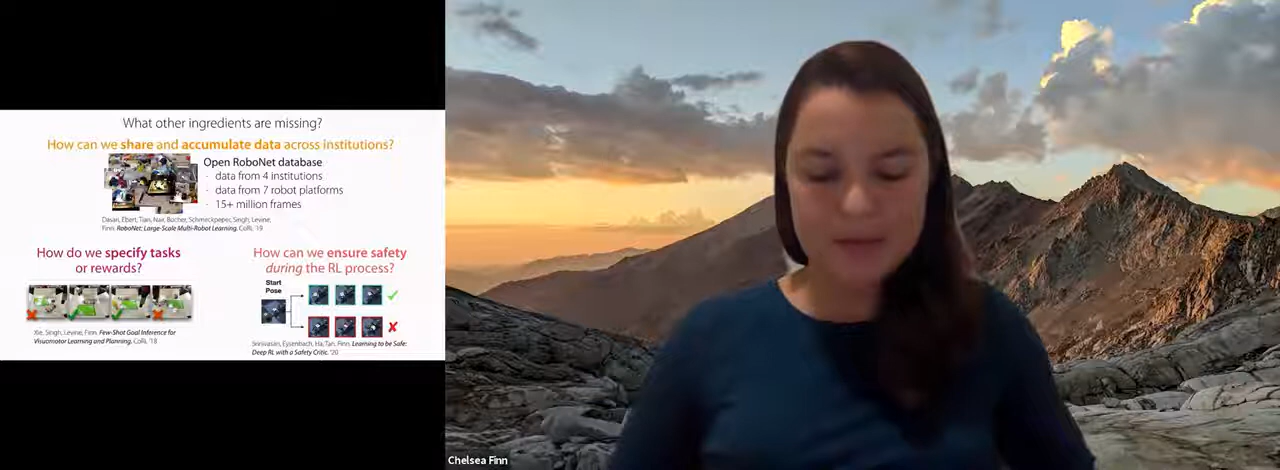 What other ingredients are missing?
How can we share and accumulate data across institutions?
Open RoboNet database
· data from 4 institutions
· data from 7 robot platforms
· 15+ million frames
Dasari, Ebert, Tian, Nair, Bucher, Schmeckpeper, Singh, Levine,
Finn. RoboNet: Large-Scale Multi-Robot Learning. CoRL '19
How do we specify tasks
or rewards?
Xie, Singh, Levine, Finn. Few-Shot Goal Inference for
Visuomotor Learning and Planning. CoRL '18
How can we ensure safety
during the RL process?
Start
Pose
Srinivasan, Eysenbach, Ha, Tan, Finn. Learning to be Safe:
Deep RL with a Safety Critic. '20
Chelsea Finn